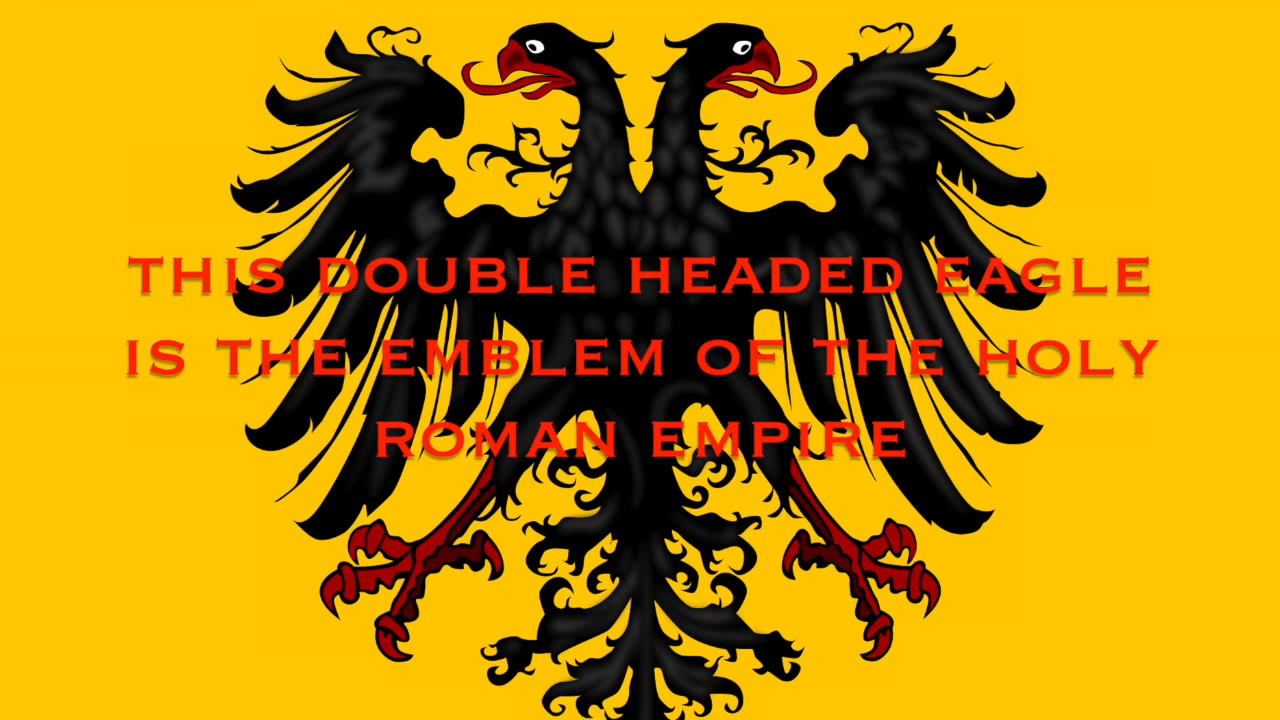 THIS DOUBLE HEADED EAGLE
IS THE EMBLEM OF THE HOLY
ROMAN EMPIRE